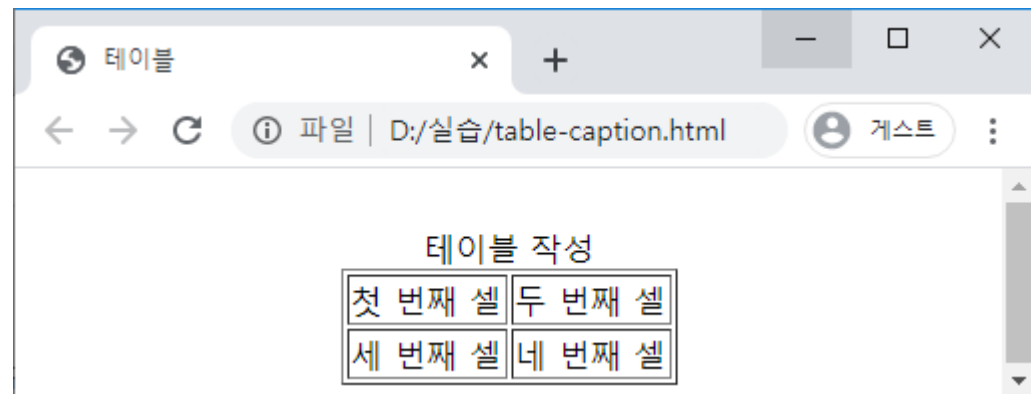 테이블
파일 | D:/실습/table-caption.html 게스트
테이블 작성
첫 번째 셀 두 번째 셀
세 번째 셀 네 번째 셀